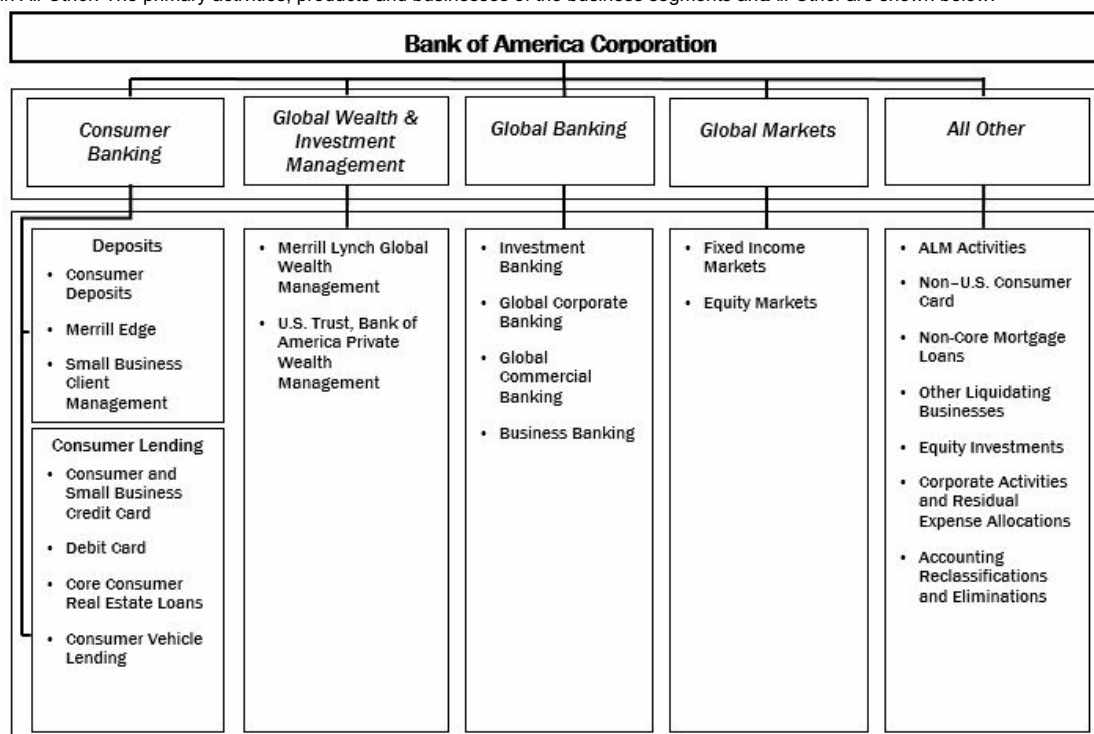 The primary activities, products and businesses of the business segments and All Other are shown below.
Bank of America Corporation
Consumer
Banking
Global Wealth &
Investment
Management
Global Banking
Global Markets
All Other
Deposits
• Consumer
Deposits
• Merrill Edge
• Small Business
Client
Management
Consumer Lending
• Consumer and
Small Business
Credit Card
• Debit Card
• Core Consumer
Real Estate Loans
• Consumer Vehicle
Lending
• Merrill Lynch Global
Wealth
Management
• U.S. Trust, Bank of
America Private
Wealth
Management
• Investment
Banking
• Global Corporate
Banking
• Global
Commercial
Banking
• Business Banking
• Fixed Income
Markets
• Equity Markets
• ALM Activities
• Non-U.S. Consumer
Card
• Non-Core Mortgage
Loans
• Other Liquidating
Businesses
• Equity Investments
• Corporate Activities
and Residual
Expense Allocations
• Accounting
Reclassifications
and Eliminations